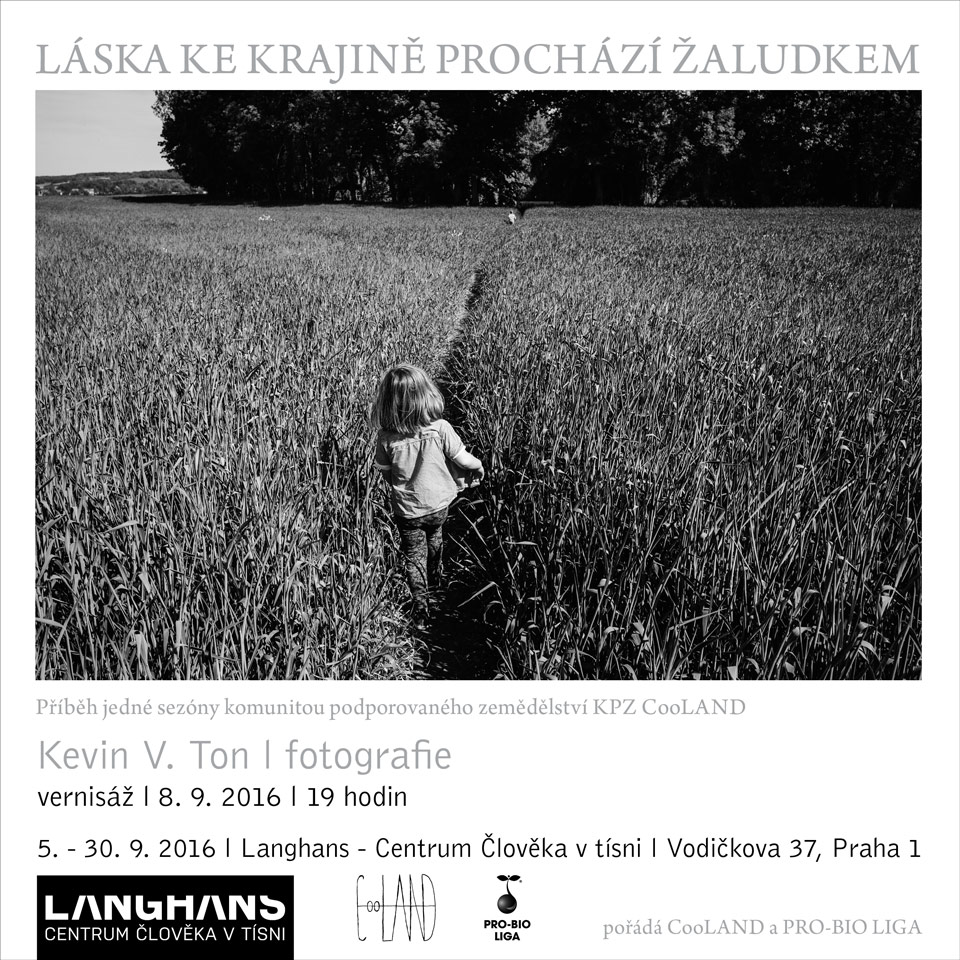 LÁSKA KE KRAJINĚ PROCHÁZÍ ŽALUDKEM
Příběh jedné sezóny komunitou podporovaného zemědělství KPZ CooLAND
Kevin V. Ton | fotografie
vernisáž | 8. 9. 2016 | 19 hodin
5. - 30. 9. 2016 | Langhans - Centrum Člověka v tísni | Vodičkova 37, Praha 1
LANGHANS
CENTRUM ČLOVĚKA V TÍSNI
CooLAND
PRO-BIO
LIGA
pořádá CooLAND a PRO-BIO LIGA